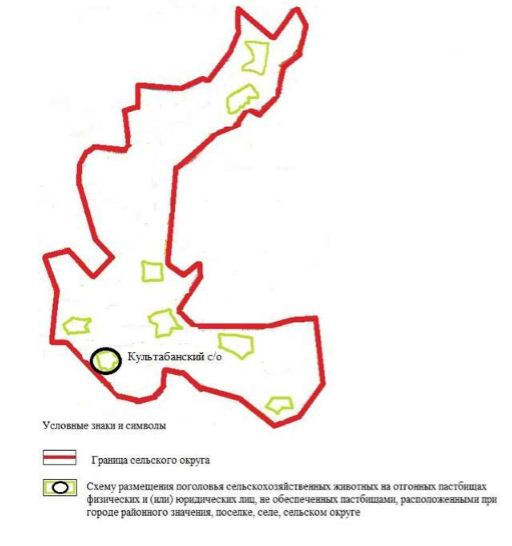 Культабанский с/о
Условные знаки и символы
Граница сельского округа
Схему размещения поголовья сельскохозяйственных животных на отгонных пастбищах
физических и (или) юридических лиц, не обеспеченных пастбищами, расположенными при
городе районного значения, поселке, селе, сельском округе